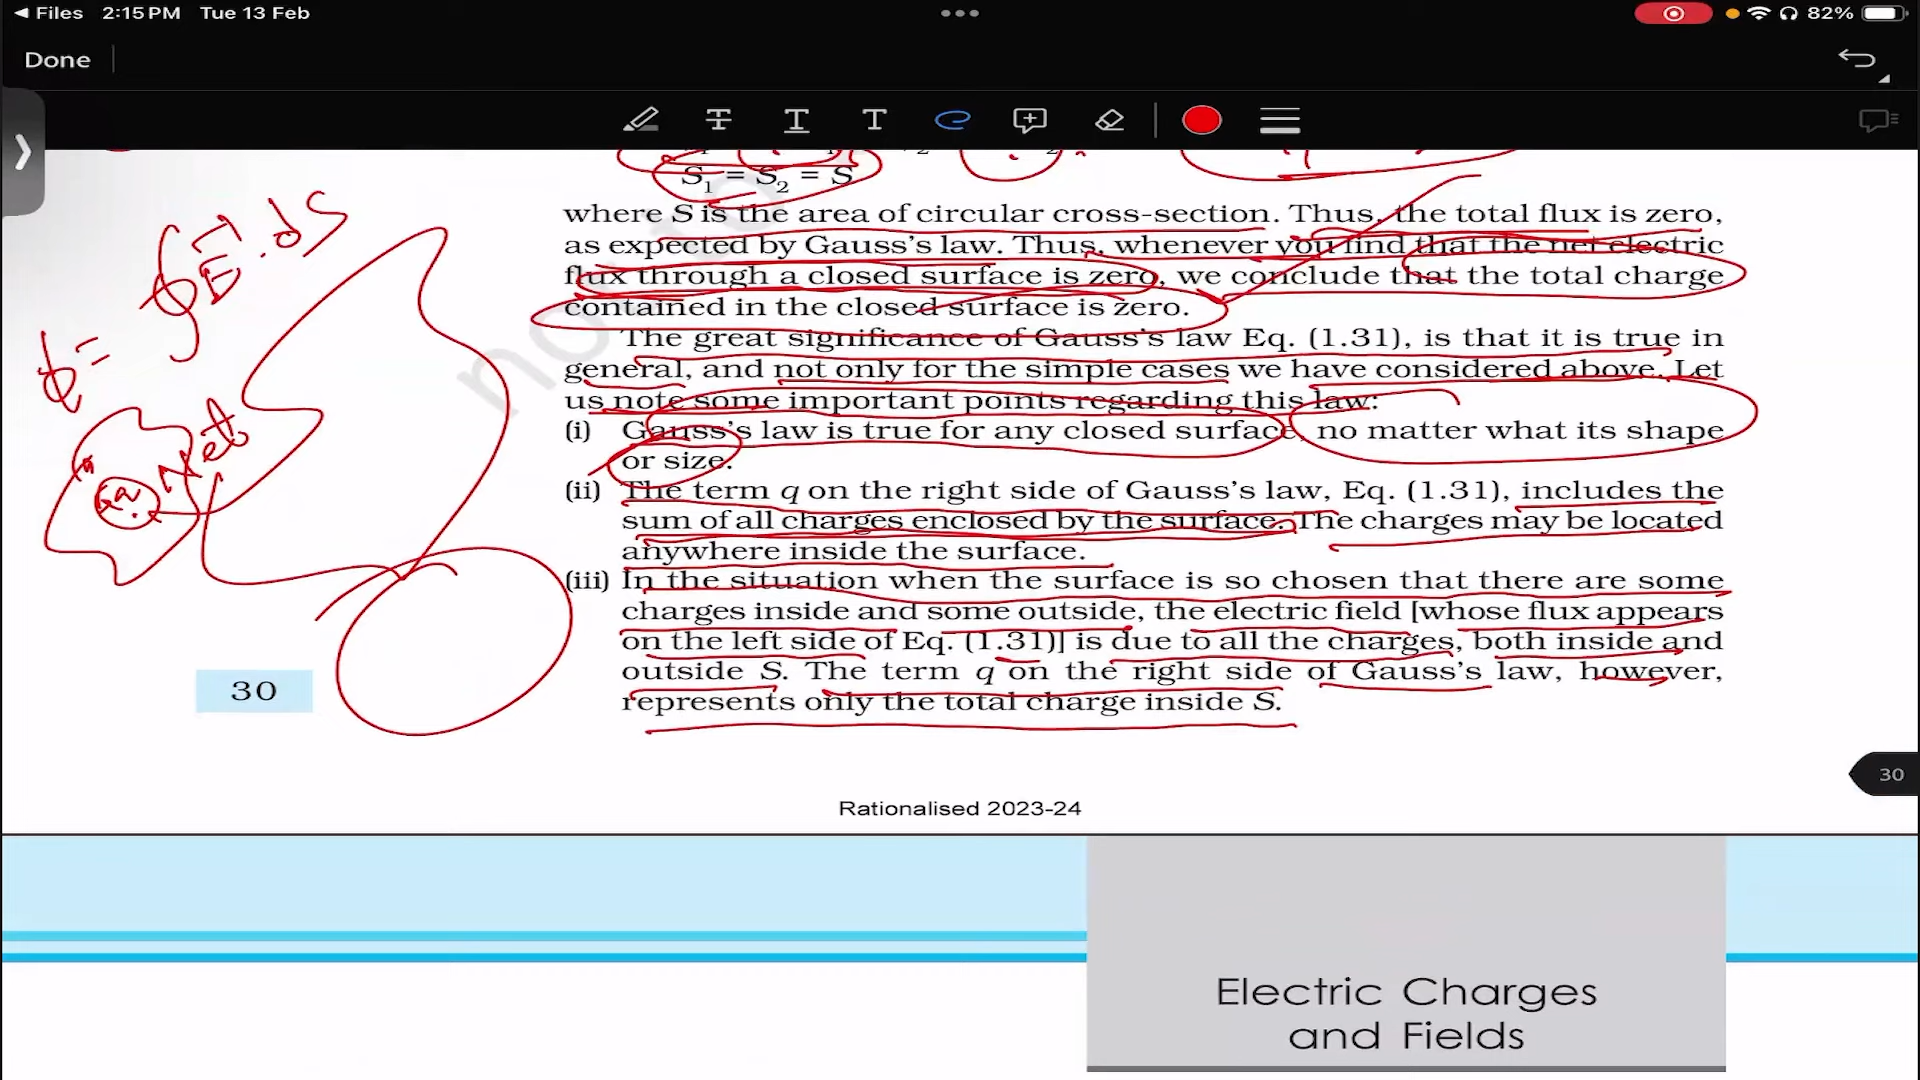 Files 2:15 PM Tue 13 Feb
82%
Done
S₁ = S₂ = S
where S is the area of circular cross-section. Thus, the total flux is zero,
as expected by Gauss's law. Thus, whenever you find that the net electric
flux through a closed surface is zero, we conclude that the total charge
contained in the closed surface is zero.
The great significance of Gauss's law Eq. (1.31), is that it is true in
general, and not only for the simple cases we have considered above. Let
us note some important points regarding this law:
(i) Gauss's law is true for any closed surface, no matter what its shape
or size.
(ii) The term q on the right side of Gauss's law, Eq. (1.31), includes the
sum of all charges enclosed by the surface. The charges may be located
anywhere inside the surface.
(iii) In the situation when the surface is so chosen that there are some
charges inside and some outside, the electric field [whose flux appears
on the left side of Eq. (1.31)] is due to all the charges, both inside and
outside S. The term q on the right side of Gauss's law, however,
represents only the total charge inside S.
ϕ = ∮E.ds
30
30
Rationalised 2023-24
Electric Charges
and Fields